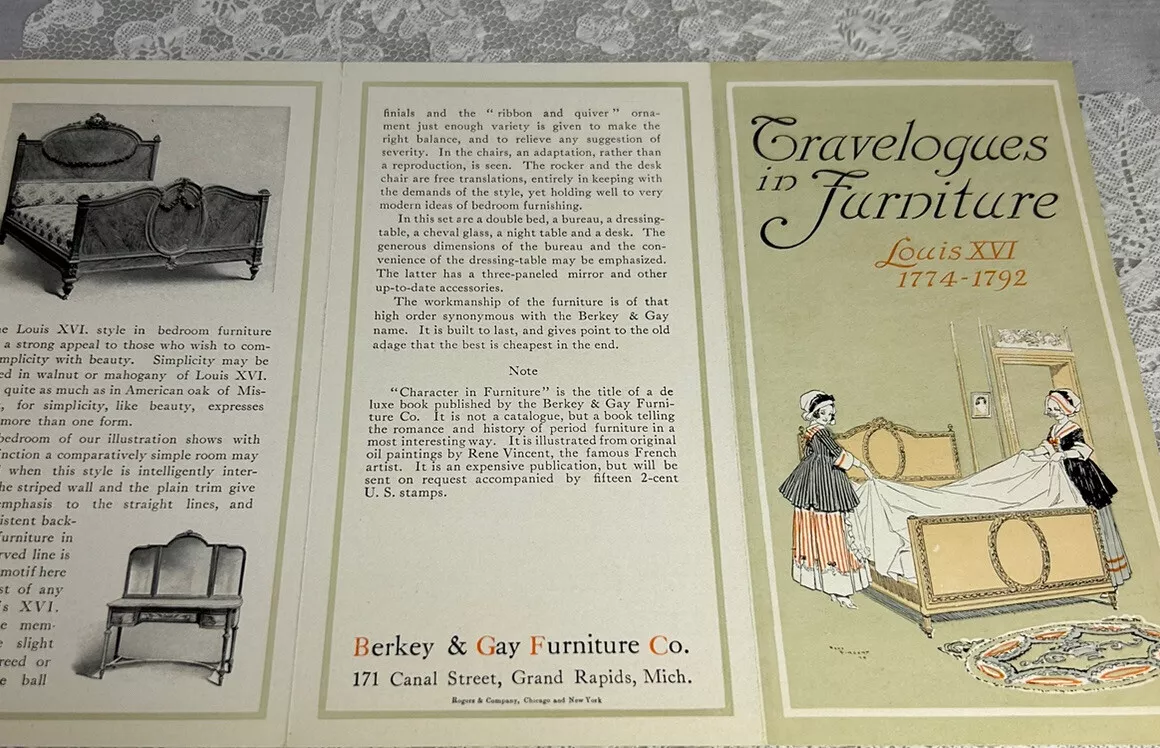 e Louis XVI. style in bedroom furniture
a strong appeal to those who wish to com-
mplicity with beauty. Simplicity may be
ed in walnut or mahogany of Louis XVI.
quite as much as in American oak of Mis-
, for simplicity, like beauty, expresses
more than one form.
bedroom of our illustration shows with
nction a comparatively simple room may
when this style is intelligently inter-
he striped wall and the plain trim give
emphasis to the straight lines, and
istent back-
furniture in
rved line is
motif here
st of any
s XVI.
e mem-
e slight
reed or
e ball
finials and the "ribbon and quiver" orna-
ment just enough variety is given to make the
right balance, and to relieve any suggestion of
severity. In the chairs, an adaptation, rather than
a reproduction, is seen. The rocker and the desk
chair are free translations, entirely in keeping with
the demands of the style, yet holding well to very
modern ideas of bedroom furnishing.
In this set are a double bed, a bureau, a dressing-
table, a cheval glass, a night table and a desk. The
generous dimensions of the bureau and the con-
venience of the dressing-table may be emphasized.
The latter has a three-paneled mirror and other
up-to-date accessories.
The workmanship of the furniture is of that
high order synonymous with the Berkey & Gay
name. It is built to last, and gives point to the old
adage that the best is cheapest in the end.
Note
"Character in Furniture" is the title of a de
luxe book published by the Berkey & Gay Furni-
ture Co. It is not a catalogue, but a book telling
the romance and history of period furniture in a
most interesting way. It is illustrated from original
oil paintings by Rene Vincent, the famous French
artist. It is an expensive publication, but will be
sent on request accompanied by fifteen 2-cent
U. S. stamps.
Berkey & Gay Furniture Co.
171 Canal Street, Grand Rapids, Mich.
Rogers & Company, Chicago and New York
Travelogues
in Furniture
Louis XVI
1774-1792